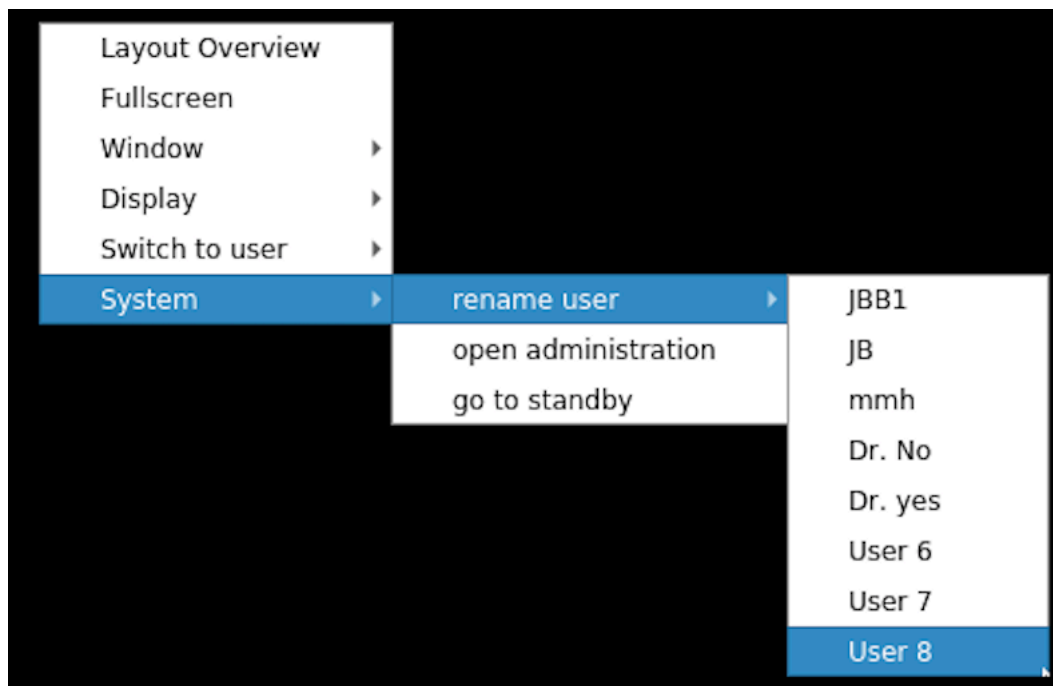 Layout Overview
Fullscreen
Window
Display
Switch to user
System
rename user
open administration
go to standby
JBB1
JB
mmh
Dr. No
Dr. yes
User 6
User 7
User 8